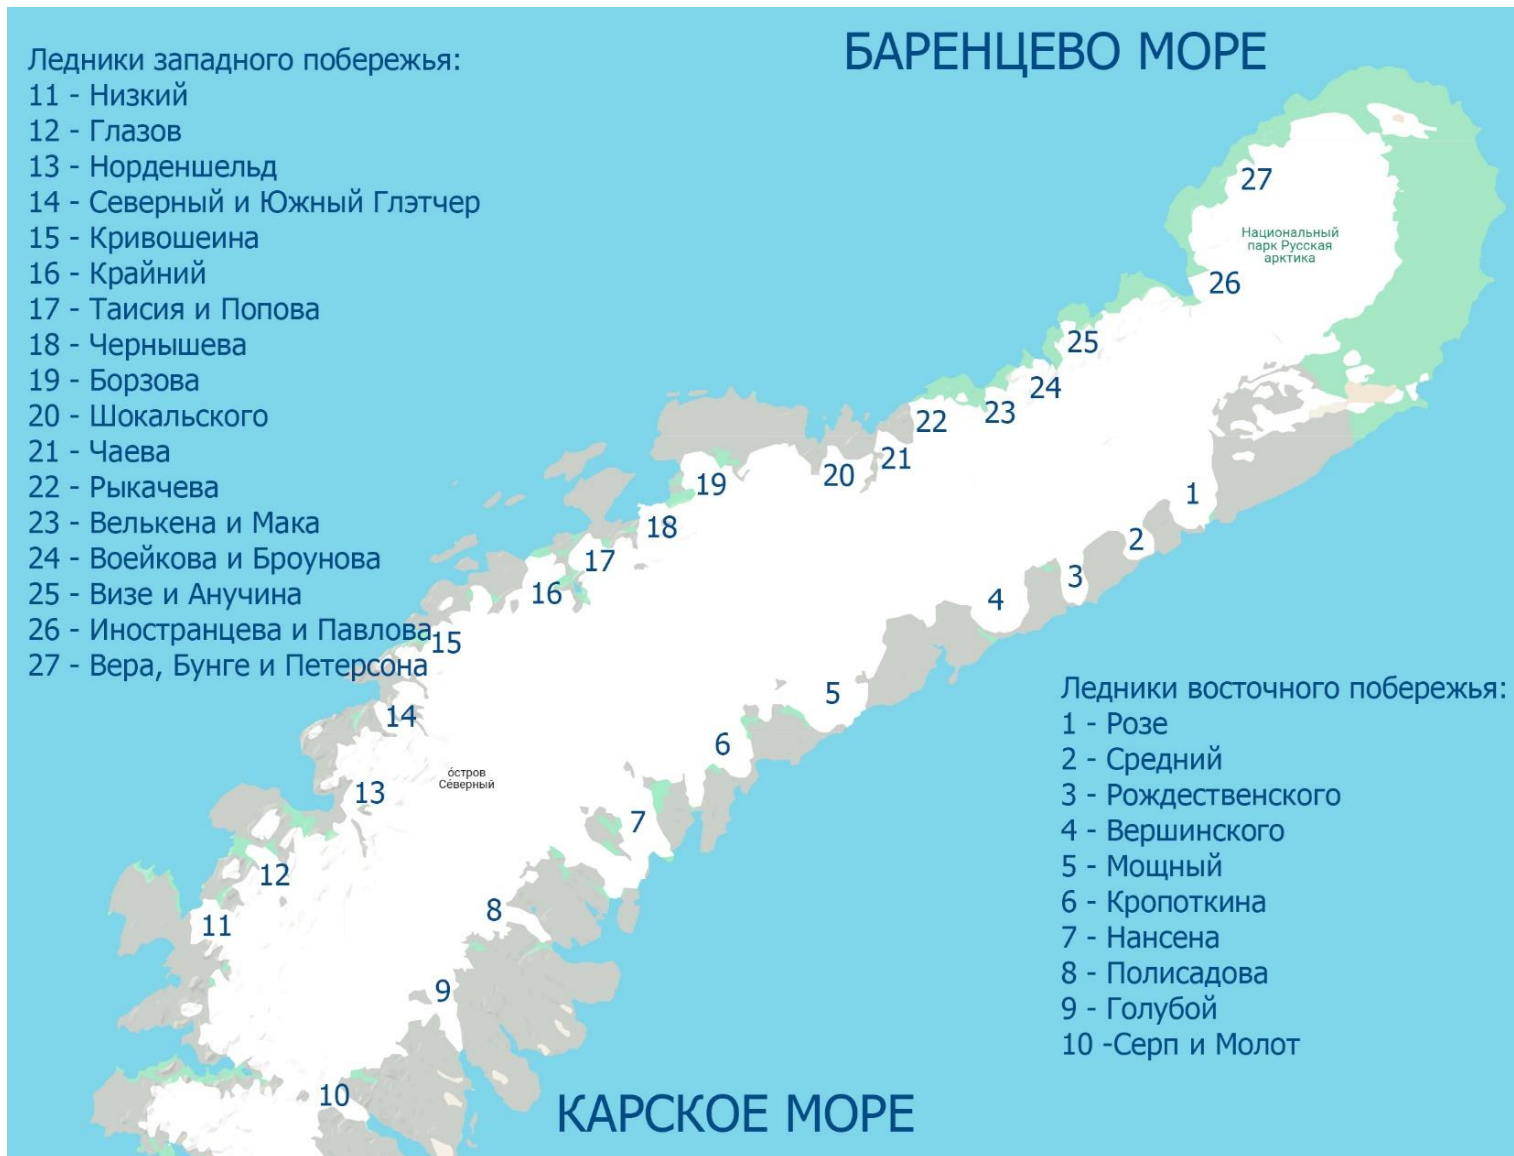 БАРЕНЦЕВО МОРЕ
Ледники западного побережья:
11 - Низкий
12 - Глазов
13 - Норденшельд
14 - Северный и Южный Глэтчер
15 - Кривошеина
16 - Крайний
17 - Таисия и Попова
18 - Чернышева
19 - Борзова
20 - Шокальского
21 - Чаева
22 - Рыкачева
23 - Велькена и Мака
24 - Воейкова и Броунова
25 - Визе и Анучина
26 - Иностранцева и Павлова
27 - Вера, Бунге и Петерсона
27
Национальный
парк Русская
арктика
26
25
24
23
22
21
20
19
18
17
16
15
14
13
12
11
о́стров
Се́верный
1
2
3
4
5
6
7
8
9
10
Ледники восточного побережья:
1 - Розе
2 - Средний
3 - Рождественского
4 - Вершинского
5 - Мощный
6 - Кропоткина
7 - Нансена
8 - Полисадова
9 - Голубой
10 -Серп и Молот
КАРСКОЕ МОРЕ